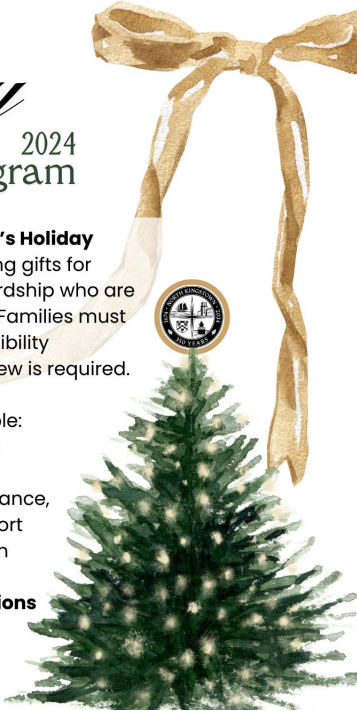 y
2024
gram
's Holiday
ng gifts for
rdship who are
Families must
ibility
ew is required.
NORTH KINGSTOWN
1674
2024
350 YEARS
ole:
ance,
ort
n
ions